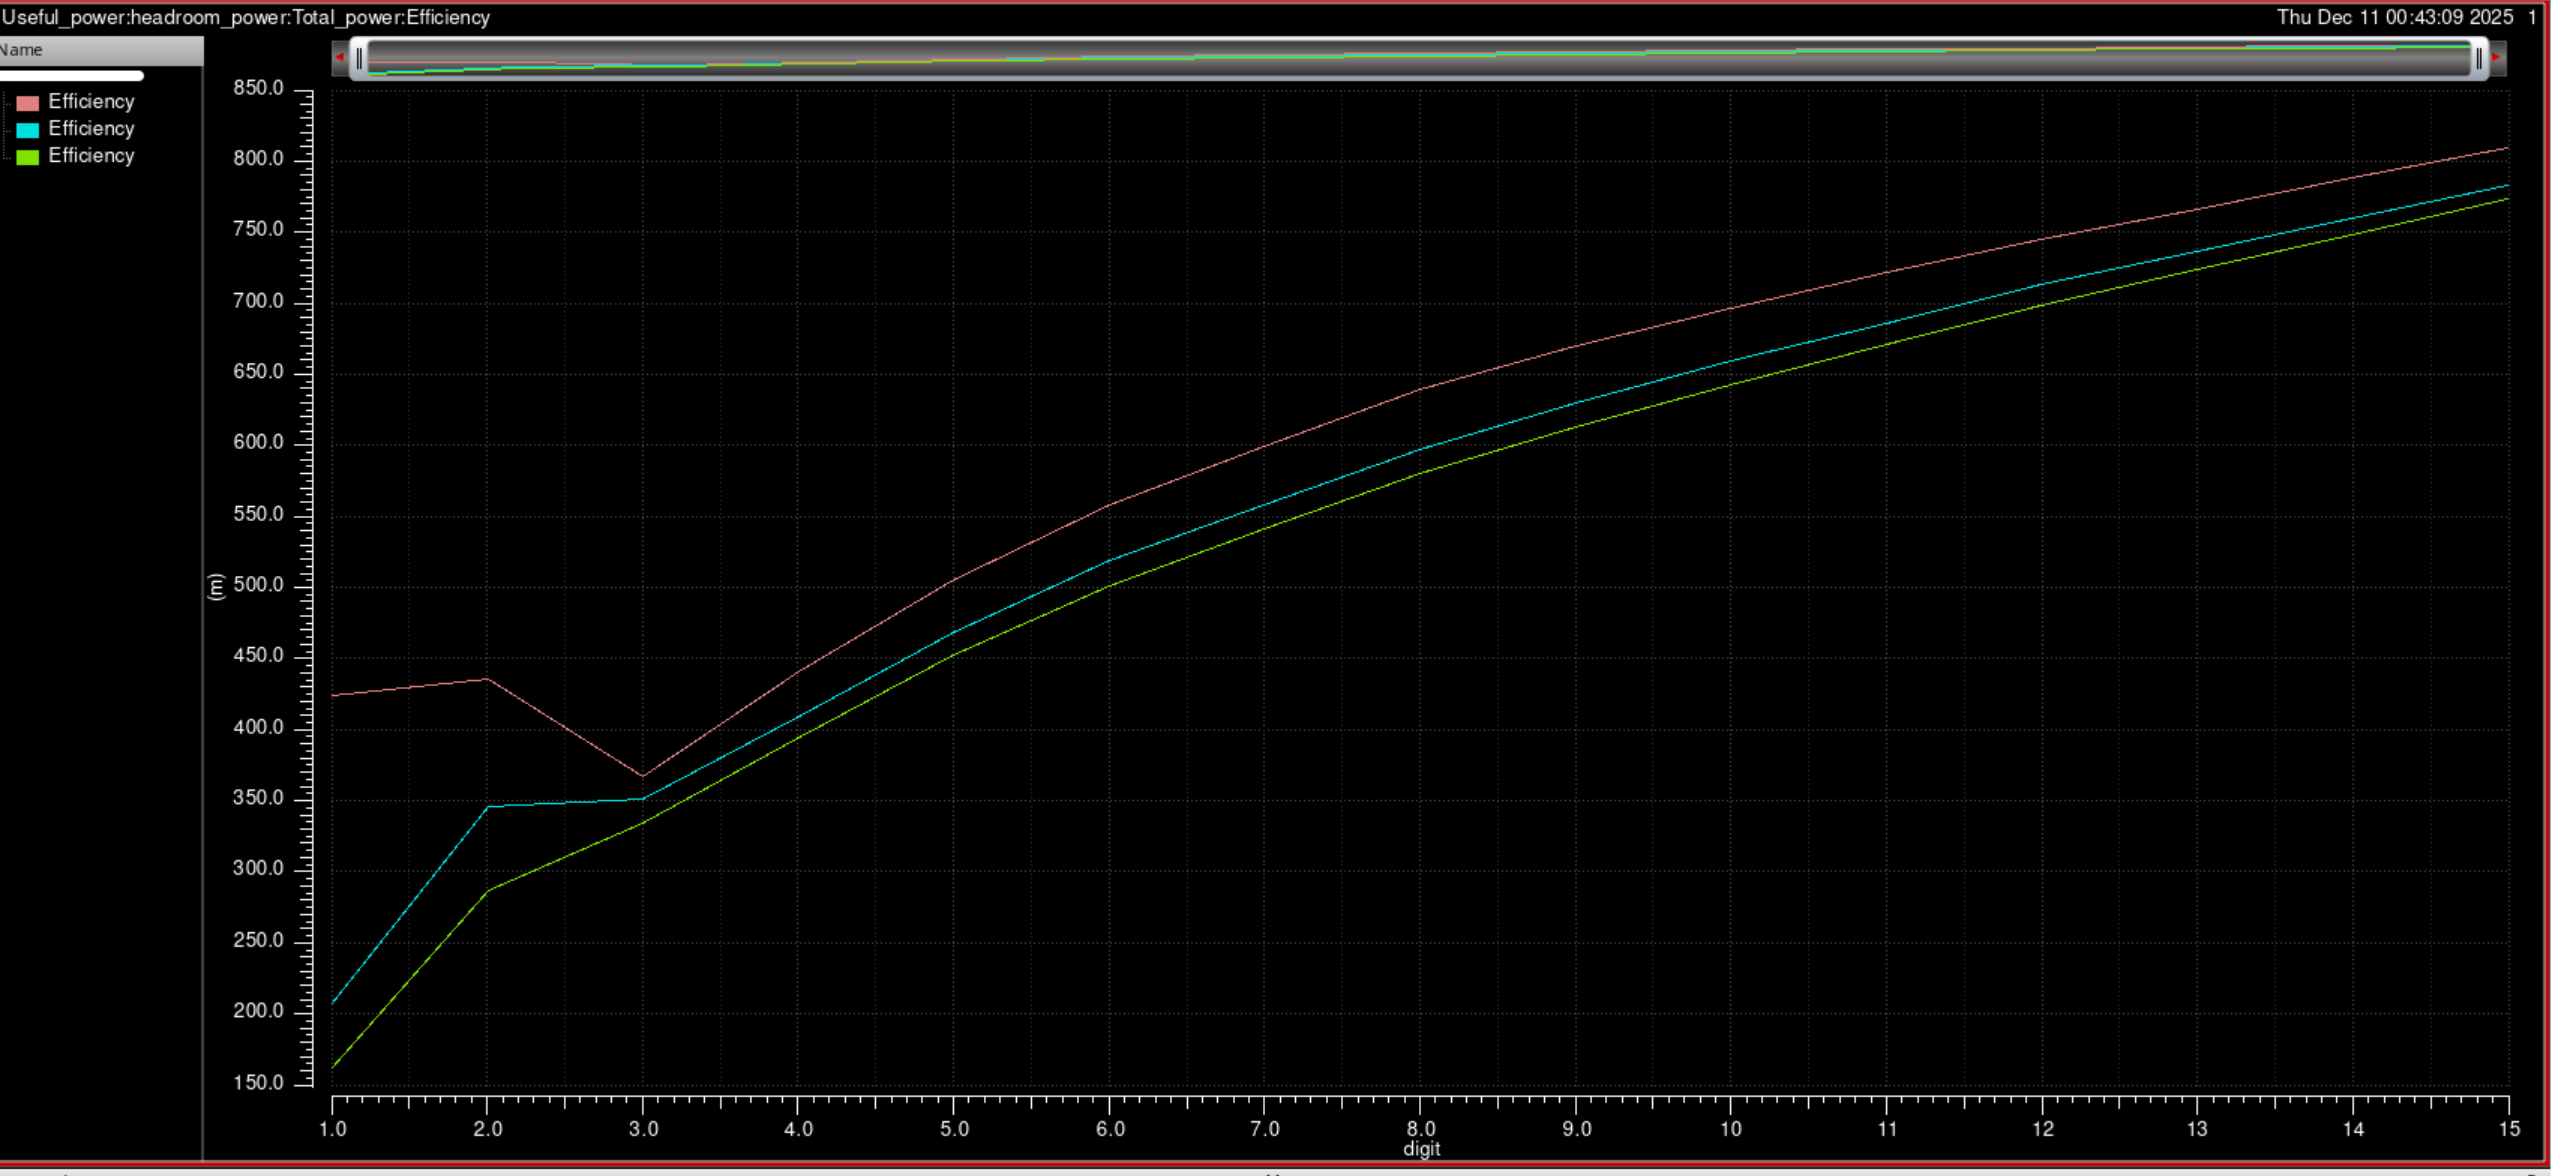 Useful_power:headroom_power:Total_power:Efficiency
Thu Dec 11 00:43:09 2025 1
Name
Efficiency
Efficiency
Efficiency
850.0
800.0
750.0
700.0
650.0
600.0
550.0
500.0
450.0
400.0
350.0
300.0
250.0
200.0
150.0
(m)
1.0 2.0 3.0 4.0 5.0 6.0 7.0 8.0 9.0 10 11 12 13 14 15
digit